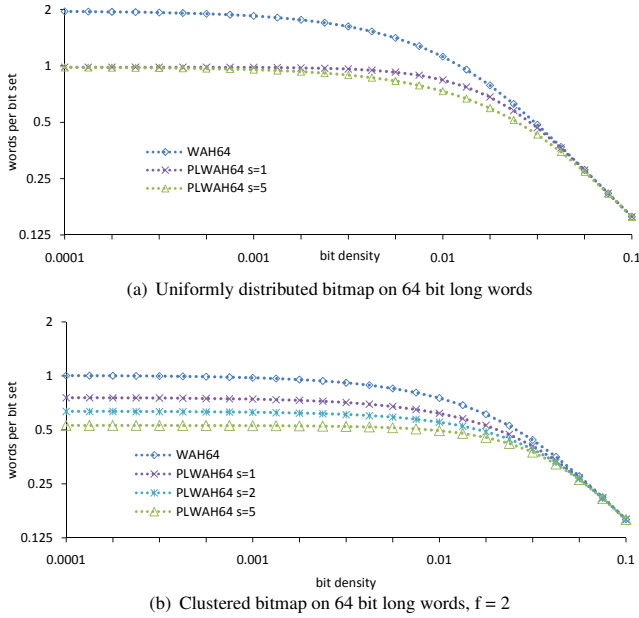 2
1
0.5
0.25
0.125
words per bit set
WAH64
PLWAH64 s=1
PLWAH64 s=5
0.0001
0.001
0.01
0.1
bit density
(a) Uniformly distributed bitmap on 64 bit long words
2
1
0.5
0.25
0.125
words per bit set
WAH64
PLWAH64 s=1
PLWAH64 s=2
PLWAH64 s=5
0.0001
0.001
0.01
0.1
bit density
(b) Clustered bitmap on 64 bit long words, f = 2